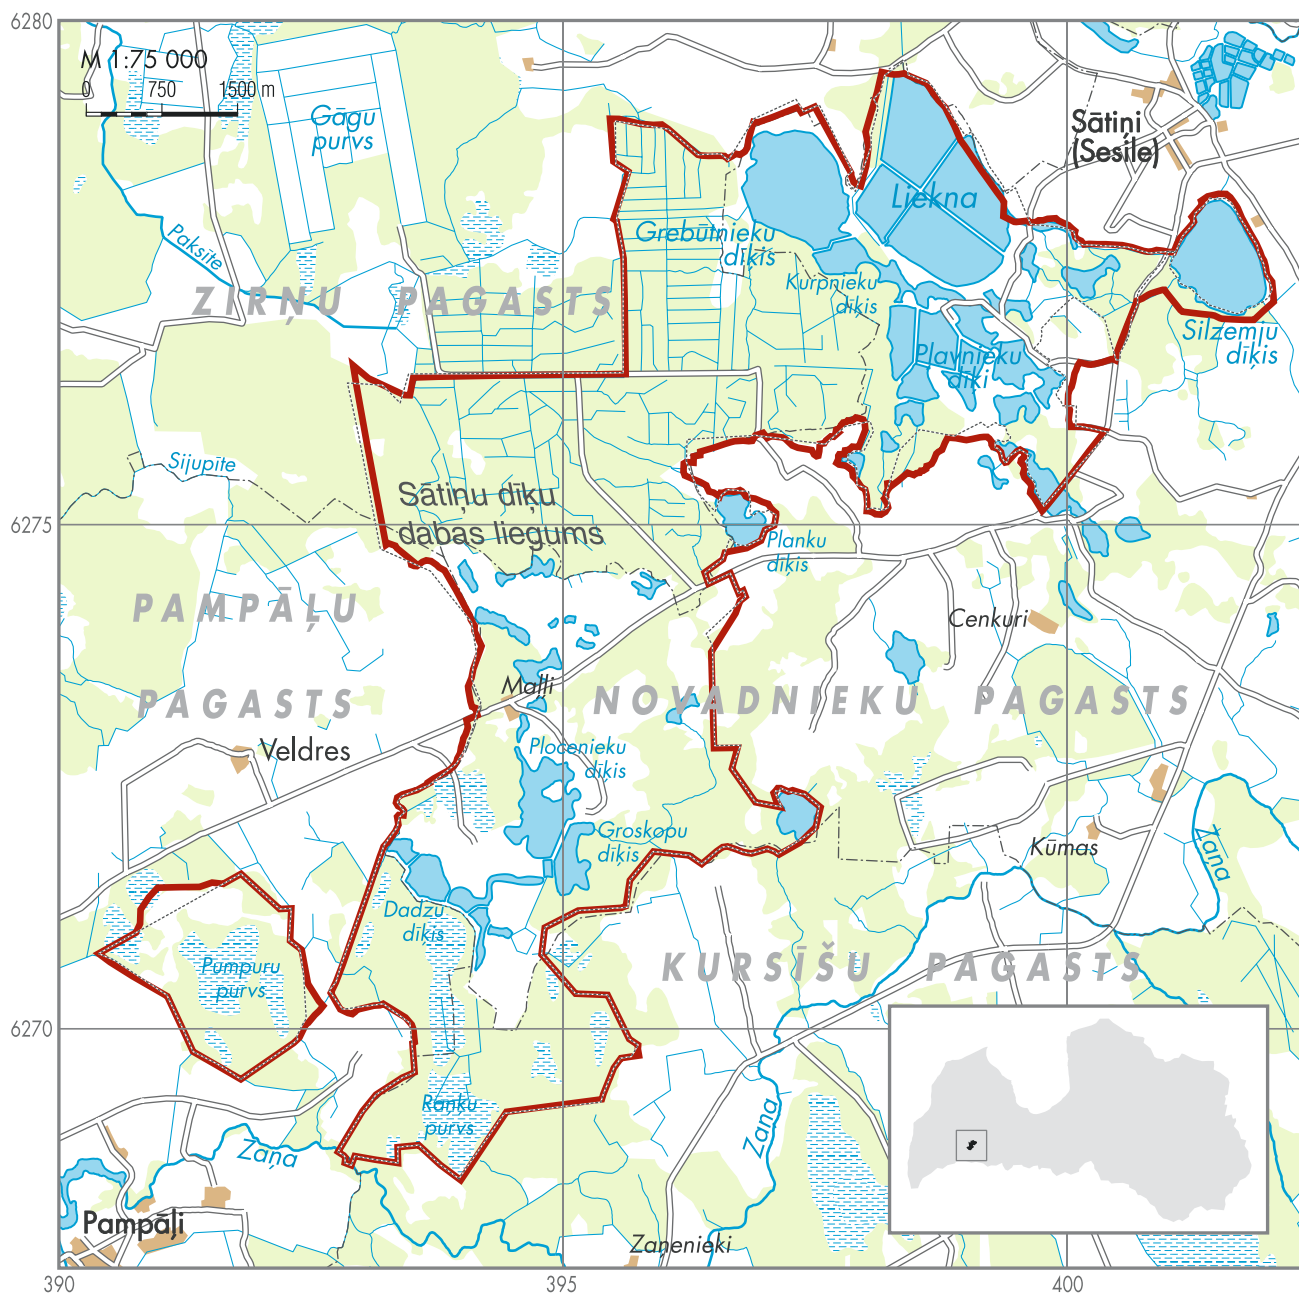 6280
M 1:75 000
0 750 1500 m
Gāgu
purvs
Sātiņi
(Sesile)
Liekna
Grebūtnieku
dīķis
Paksīte
Kurpnieku
dīķis
ZIRŅU PAGASTS
Silzemju
dīķis
Pļavnieku
dīķi
Sijupīte
Sātiņu dīķu
dabas liegums
6275
Planku
dīķis
PAMPĀĻU
PAGASTS
Cenkuri
Maļļi
NOVADNIEKU PAGASTS
Veldres
Plocenieku
dīķis
Groskopu
dīķis
Kūmas
Zaņa
Dadzu
dīķis
Pumpuru
purvs
KURSĪŠU PAGASTS
6270
Raņķu
purvs
Zaņa
Zaņa
Pampāļi
Zaņenieki
390 395 400